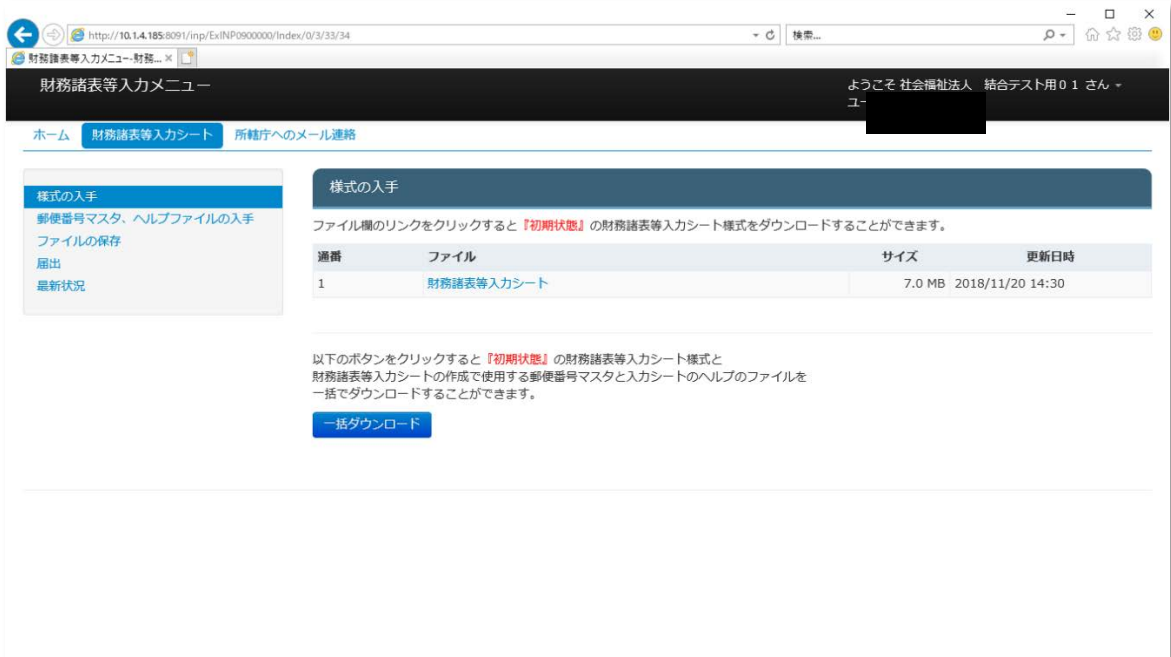 http://10.1.4.185:8091/inp/ExINP0900000/Index/0/3/33/34
検索...
財務諸表等入力メニュー-財務...
財務諸表等入力メニュー
ようこそ 社会福祉法人 結合テスト用01 さん
ユー
ホーム 財務諸表等入力シート 所轄庁へのメール連絡
様式の入手
郵便番号マスタ、ヘルプファイルの入手
ファイルの保存
届出
最新状況
様式の入手
ファイル欄のリンクをクリックすると『初期状態』の財務諸表等入力シート様式をダウンロードすることができます。
通番 ファイル サイズ 更新日時
1 財務諸表等入力シート 7.0 MB 2018/11/20 14:30
以下のボタンをクリックすると『初期状態』の財務諸表等入力シート様式と
財務諸表等入力シートの作成で使用する郵便番号マスタと入力シートのヘルプのファイルを
一括でダウンロードすることができます。
一括ダウンロード